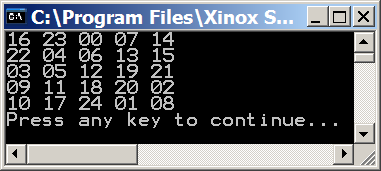 C:\Program Files\Xinox S...
16 23 00 07 14
22 04 06 13 15
03 05 12 19 21
09 11 18 20 02
10 17 24 01 08
Press any key to continue...